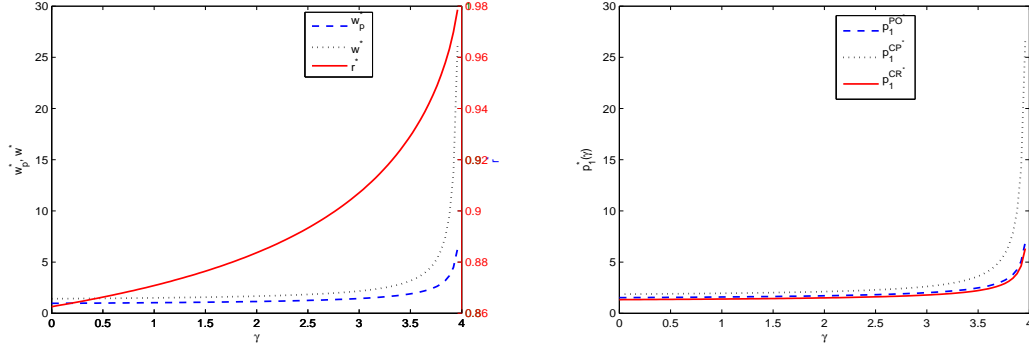 w_p^*
w^*
r^*
30
25
20
15
10
5
0
w_p^*, w^*
0.98
0.96
0.94
0.92
0.9
0.88
0.86
r
0 0.5 1 1.5 2 2.5 3 3.5 4
γ
p_1^{PO^*}
p_1^{CP^*}
p_1^{CR^*}
30
25
20
15
10
5
0
p_1^*(γ)
0 0.5 1 1.5 2 2.5 3 3.5 4
γ